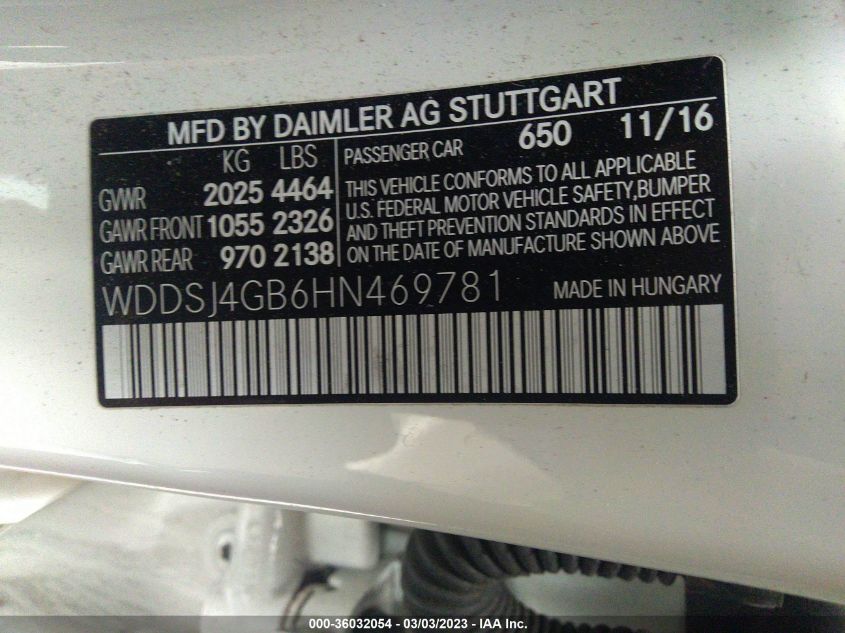 MFD BY DAIMLER AG STUTTGART
KG LBS PASSENGER CAR 650 11/16
GVWR 2025 4464
GAWR FRONT 1055 2326
GAWR REAR 970 2138
THIS VEHICLE CONFORMS TO ALL APPLICABLE
U.S. FEDERAL MOTOR VEHICLE SAFETY,BUMPER
AND THEFT PREVENTION STANDARDS IN EFFECT
ON THE DATE OF MANUFACTURE SHOWN ABOVE
WDDSJ4GB6HN469781 MADE IN HUNGARY
000-36032054 - 03/03/2023 - IAA Inc.